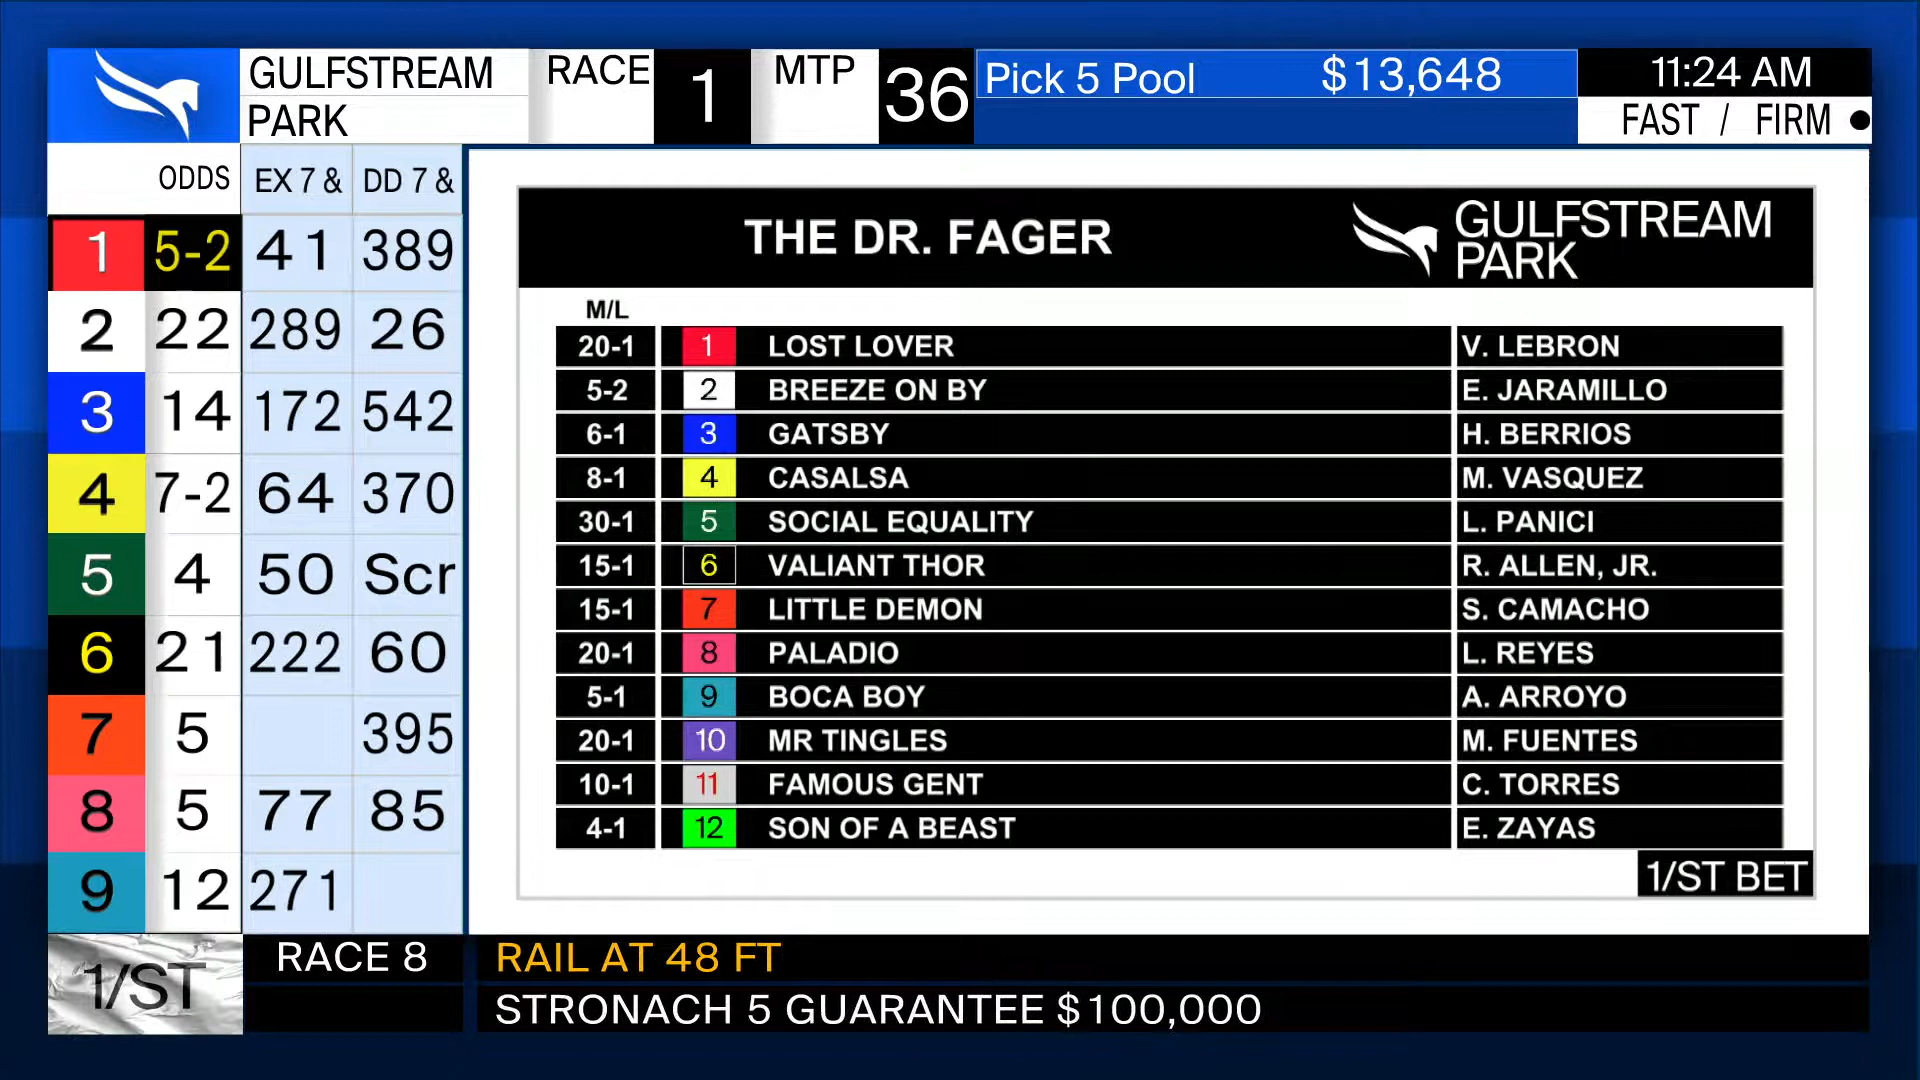 GULFSTREAM PARK
RACE 1
MTP 36
Pick 5 Pool $13,648
11:24 AM
FAST / FIRM
ODDS EX 7 & DD 7 &
1 5-2 41 389
2 22 289 26
3 14 172 542
4 7-2 64 370
5 4 50 Scr
6 21 222 60
7 5 395
8 5 77 85
9 12 271
THE DR. FAGER
GULFSTREAM
PARK
M/L
20-1 1 LOST LOVER V. LEBRON
5-2 2 BREEZE ON BY E. JARAMILLO
6-1 3 GATSBY H. BERRIOS
8-1 4 CASALSA M. VASQUEZ
30-1 5 SOCIAL EQUALITY L. PANICI
15-1 6 VALIANT THOR R. ALLEN, JR.
15-1 7 LITTLE DEMON S. CAMACHO
20-1 8 PALADIO L. REYES
5-1 9 BOCA BOY A. ARROYO
20-1 10 MR TINGLES M. FUENTES
10-1 11 FAMOUS GENT C. TORRES
4-1 12 SON OF A BEAST E. ZAYAS
1/ST BET
1/ST
RACE 8
RAIL AT 48 FT
STRONACH 5 GUARANTEE $100,000